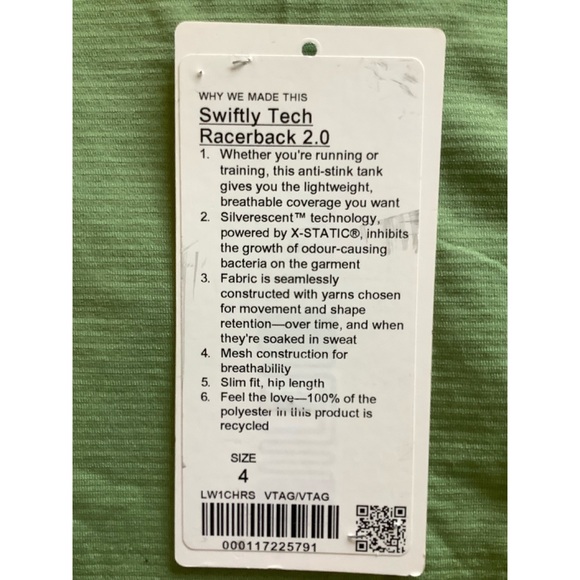 WHY WE MADE THIS
Swiftly Tech
Racerback 2.0
1. Whether you're running or
training, this anti-stink tank
gives you the lightweight,
breathable coverage you want
2. Silverescent™ technology,
powered by X-STATIC®, inhibits
the growth of odour-causing
bacteria on the garment
3. Fabric is seamlessly
constructed with yarns chosen
for movement and shape
retention—over time, and when
they're soaked in sweat
4. Mesh construction for
breathability
5. Slim fit, hip length
6. Feel the love—100% of the
polyester in this product is
recycled
SIZE
4
LW1CHRS VTAG/VTAG
000117225791